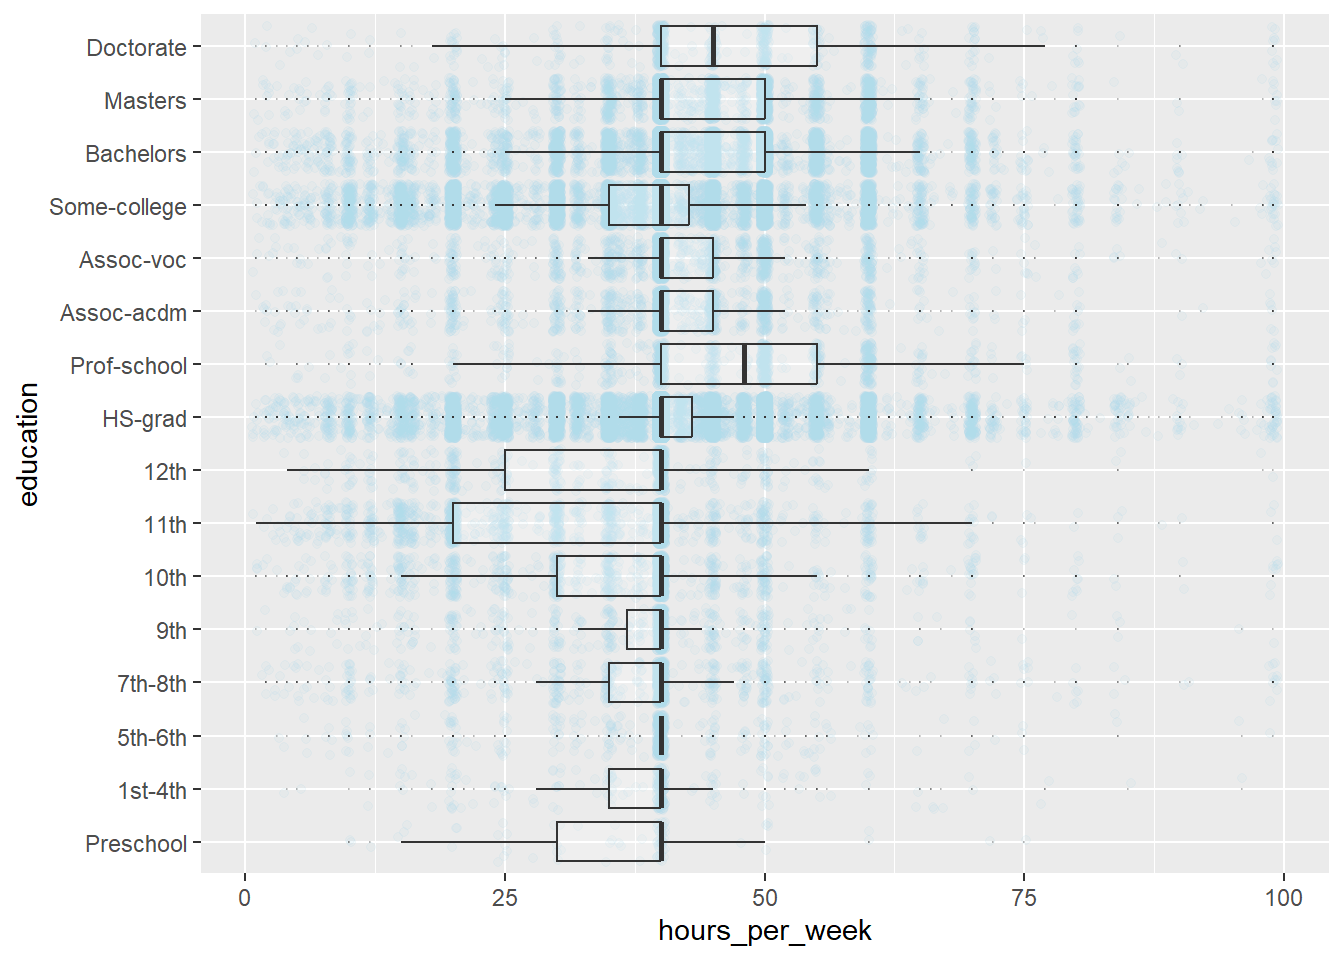 Doctorate
Masters
Bachelors
Some-college
Assoc-voc
Assoc-acdm
Prof-school
HS-grad
12th
11th
10th
9th
7th-8th
5th-6th
1st-4th
Preschool
education
0 25 50 75 100
hours_per_week